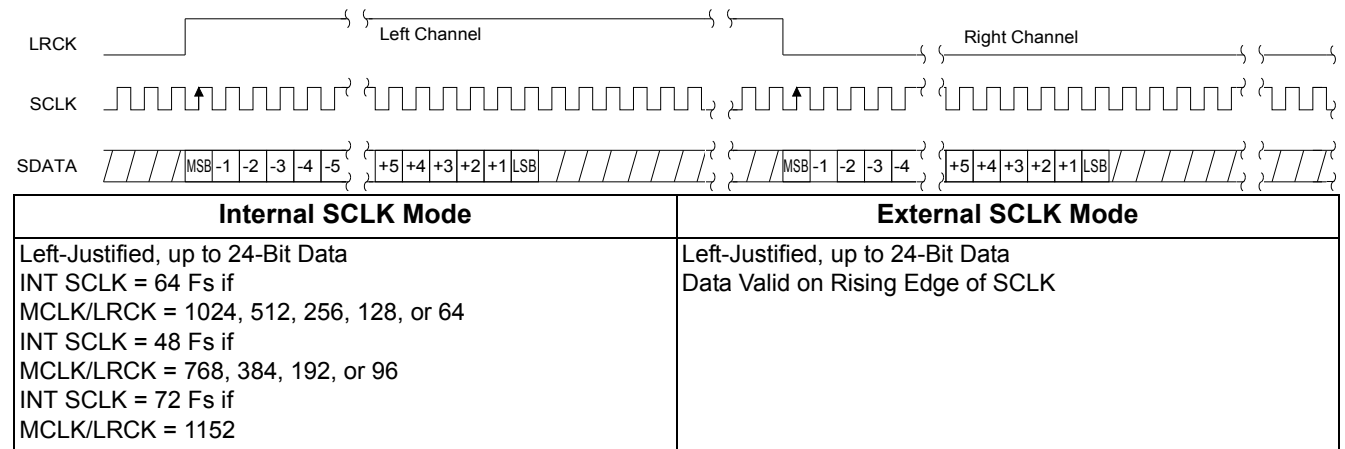 LRCK Left Channel Right Channel
SCLK
SDATA MSB -1 -2 -3 -4 -5 +5 +4 +3 +2 +1 LSB MSB -1 -2 -3 -4 +5 +4 +3 +2 +1 LSB
Internal SCLK Mode External SCLK Mode
Left-Justified, up to 24-Bit Data
INT SCLK = 64 Fs if
MCLK/LRCK = 1024, 512, 256, 128, or 64
INT SCLK = 48 Fs if
MCLK/LRCK = 768, 384, 192, or 96
INT SCLK = 72 Fs if
MCLK/LRCK = 1152
Left-Justified, up to 24-Bit Data
Data Valid on Rising Edge of SCLK